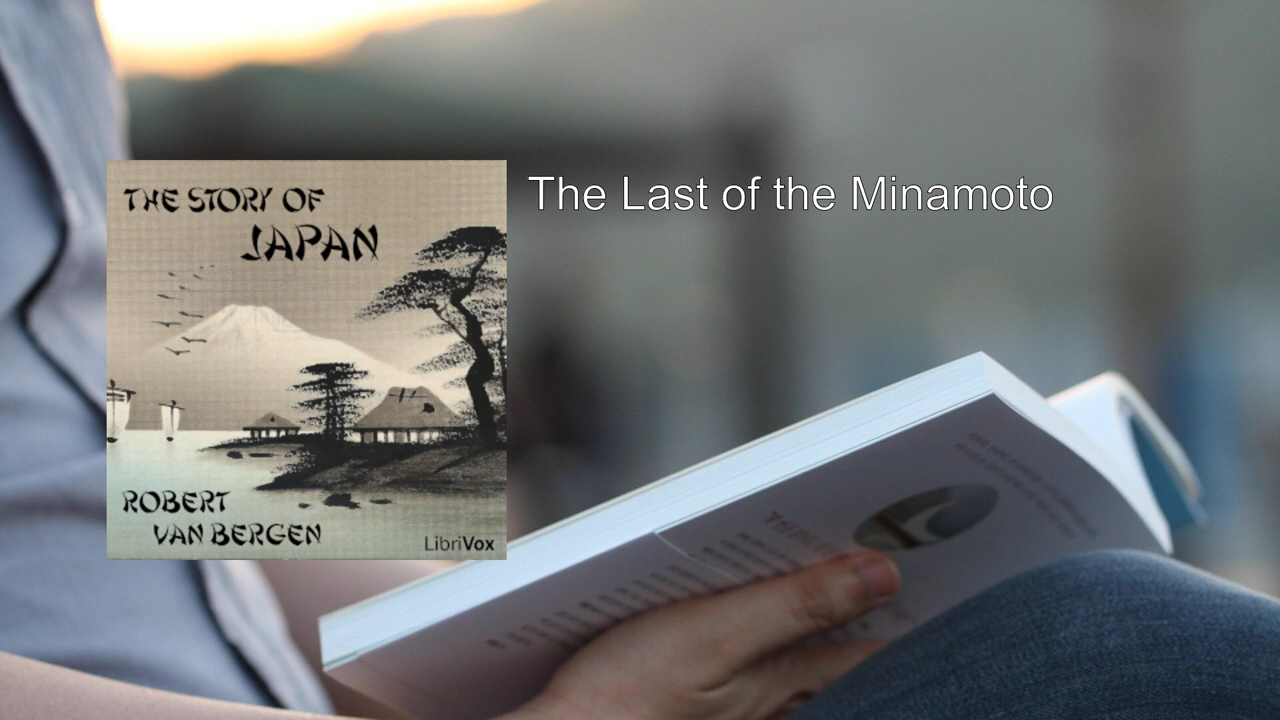 THE STORY OF
JAPAN
ROBERT
VAN BERGEN
LibriVox
The Last of the Minamoto